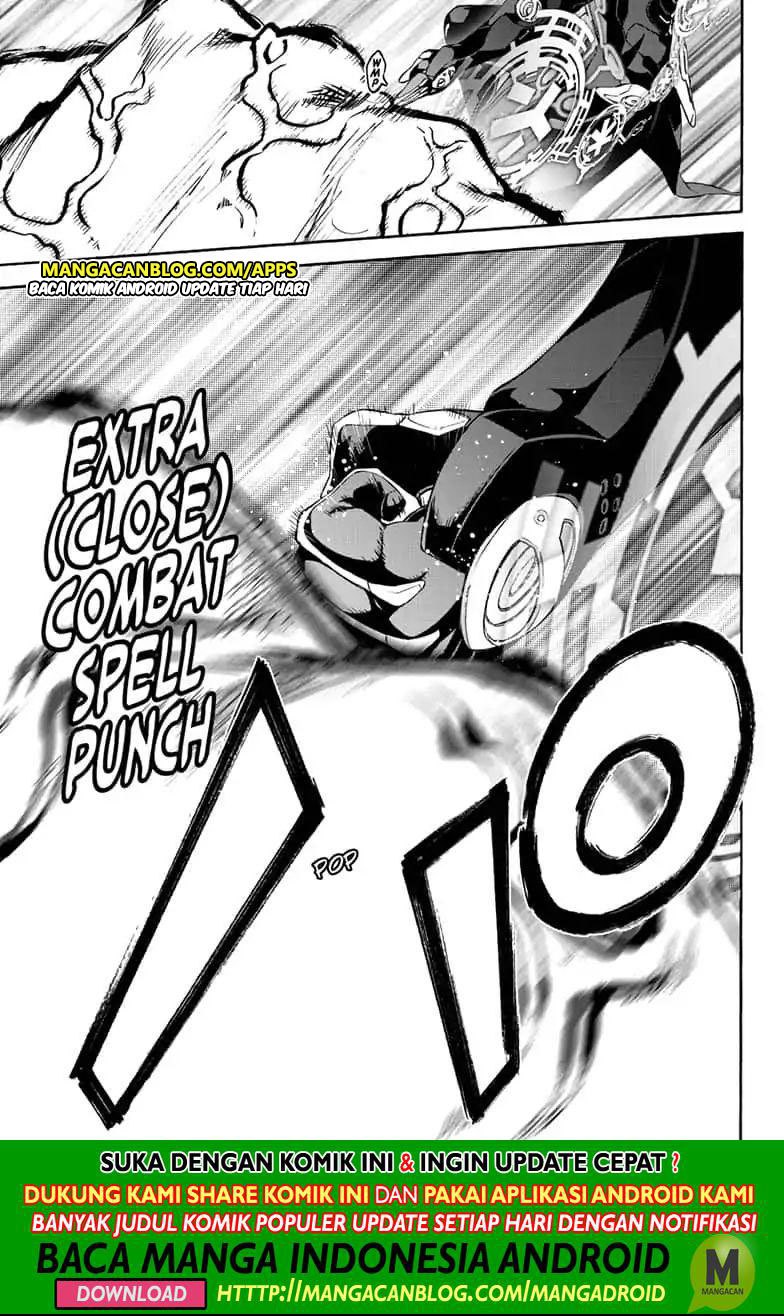 WMP
MANGACANBLOG.COM/APPS
BACA KOMIK ANDROID UPDATE TIAP HARI
EXTRA
(CLOSE)
COMBAT
SPELL
PUNCH
パ
POP
SUKA DENGAN KOMIK INI & INGIN UPDATE CEPAT ?
DUKUNG KAMI SHARE KOMIK INI DAN PAKAI APLIKASI ANDROID KAMI
BANYAK JUDUL KOMIK POPULER UPDATE SETIAP HARI DENGAN NOTIFIKASI
BACA MANGA INDONESIA ANDROID
DOWNLOAD HTTTP://MANGACANBLOG.COM/MANGADROID
M
MANGACAN